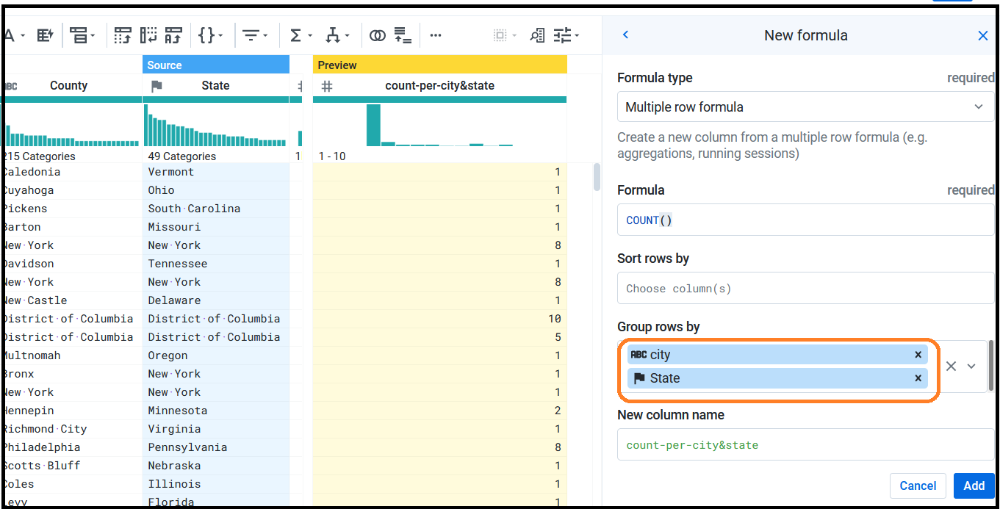 Source
Preview
County
State
count-per-city&state
215 Categories
49 Categories
1 - 10
Caledonia Vermont 1
Cuyahoga Ohio 1
Pickens South·Carolina 1
Barton Missouri 1
New·York New·York 8
Davidson Tennessee 1
New·York New·York 8
New·Castle Delaware 1
District·of·Columbia District·of·Columbia 10
District·of·Columbia District·of·Columbia 5
Multnomah Oregon 1
Bronx New·York 1
New·York New·York 1
Hennepin Minnesota 2
Richmond·City Virginia 1
Philadelphia Pennsylvania 8
Scotts·Bluff Nebraska 1
Coles Illinois 1
Levy Florida 1
New formula
Formula type required
Multiple row formula
Create a new column from a multiple row formula (e.g.
aggregations, running sessions)
Formula required
COUNT()
Sort rows by
Choose column(s)
Group rows by
ABC city
State
New column name
count-per-city&state
Cancel Add